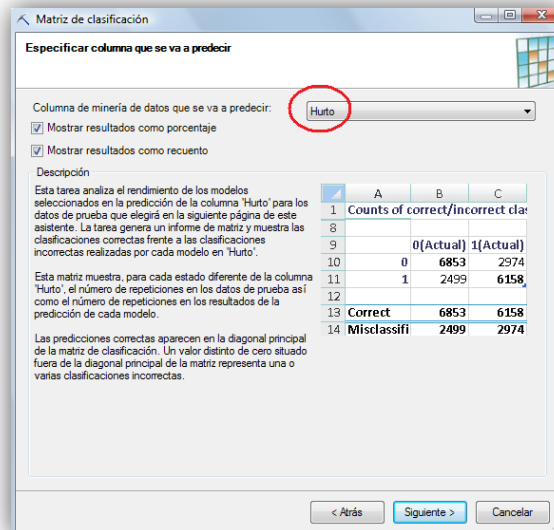 Matriz de clasificación
Especificar columna que se va a predecir
Columna de minería de datos que se va a predecir:
Hurto
Mostrar resultados como porcentaje
Mostrar resultados como recuento
Descripción
Esta tarea analiza el rendimiento de los modelos
seleccionados en la predicción de la columna 'Hurto' para los
datos de prueba que elegirá en la siguiente página de este
asistente. La tarea genera un informe de matriz y muestra las
clasificaciones correctas frente a las clasificaciones
incorrectas realizadas por cada modelo en 'Hurto'.
Esta matriz muestra, para cada estado diferente de la columna
'Hurto', el número de repeticiones en los datos de prueba así
como el número de repeticiones en los resultados de la
predicción de cada modelo.
Las predicciones correctas aparecen en la diagonal principal
de la matriz de clasificación. Un valor distinto de cero situado
fuera de la diagonal principal de la matriz representa una o
varias clasificaciones incorrectas.
A B C
1 Counts of correct/incorrect clas
8
9 0(Actual) 1(Actual)
10 0 6853 2974
11 1 2499 6158
12
13 Correct 6853 6158
14 Misclassifi 2499 2974
< Atrás
Siguiente >
Cancelar